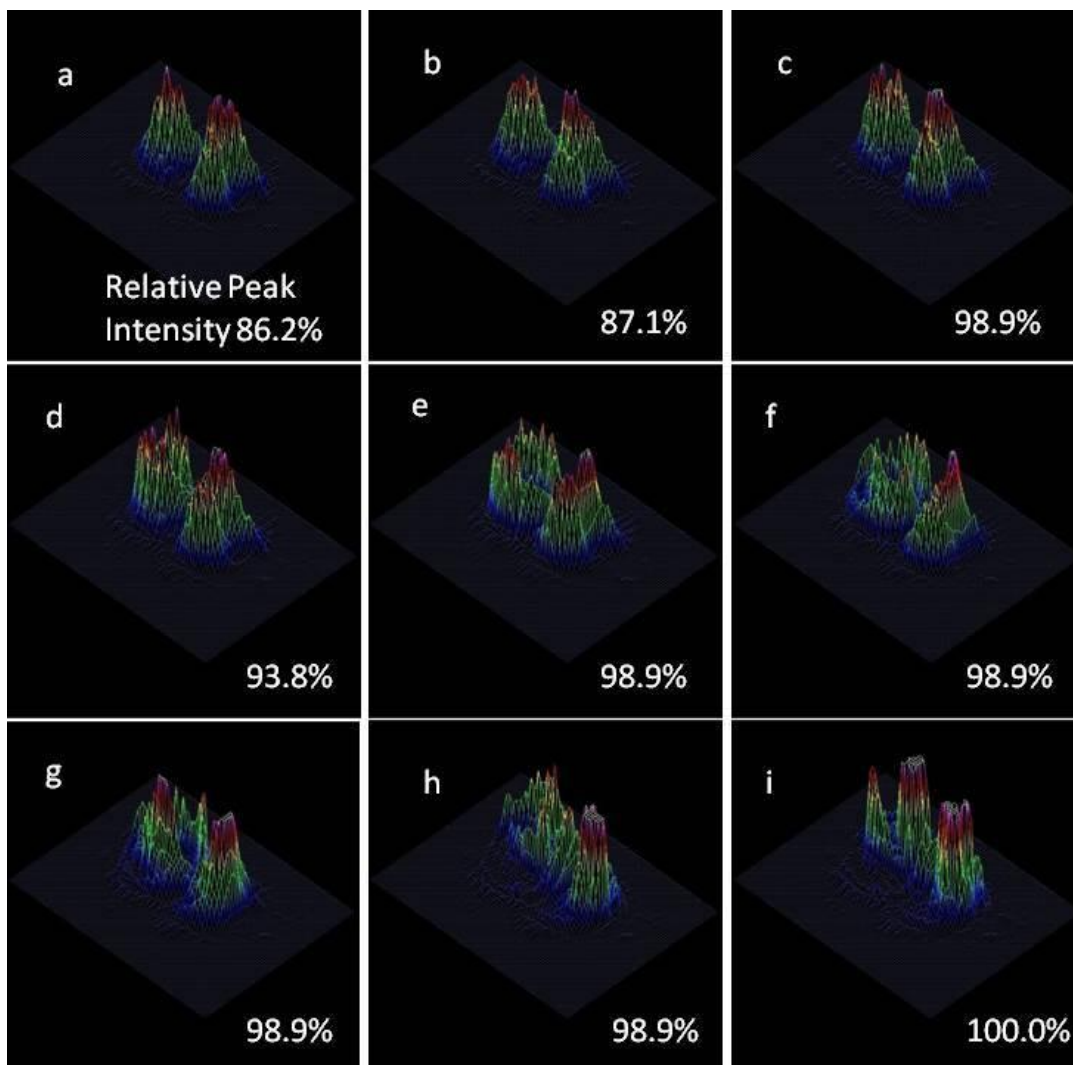 a
b
c
Relative Peak
Intensity 86.2%
87.1%
98.9%
d
e
f
93.8%
98.9%
98.9%
g
h
i
98.9%
98.9%
100.0%